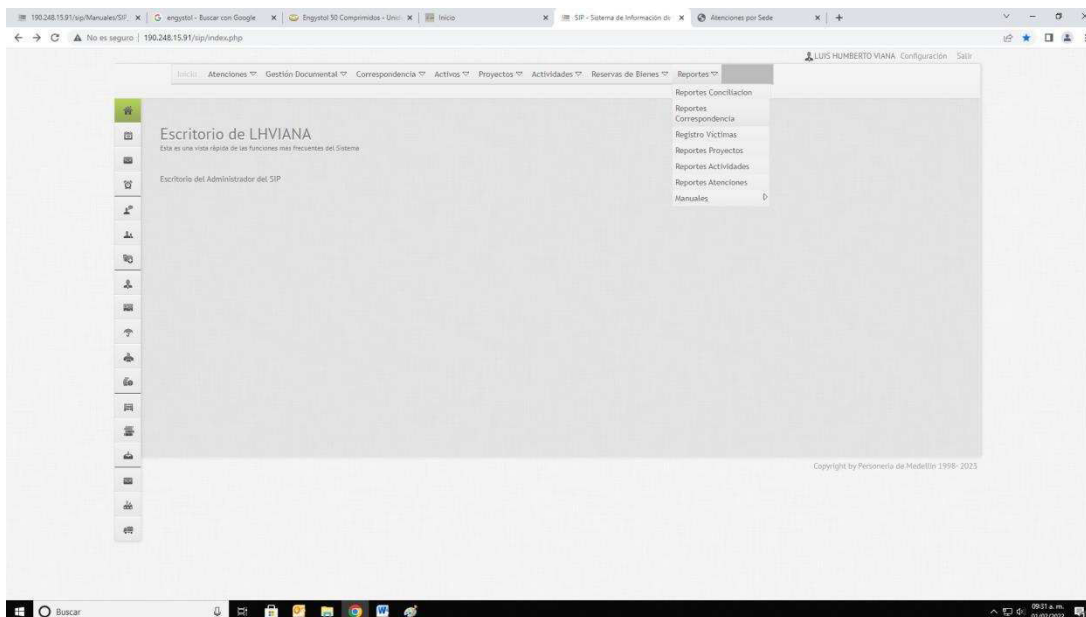 190.248.15.91/sip/Manuales/SIP_
engystol - Buscar con Google
Engystol 50 Comprimidos - Uni
Inicio
SIP - Sistema de Información de
Atenciones por Sede
No es seguro
190.248.15.91/sip/index.php
LUIS HUMBERTO VIANA Configuración Salir
Inicio Atenciones Gestión Documental Correspondencia Activos Proyectos Actividades Reservas de Bienes Reportes
Reportes Conciliacion
Reportes
Correspondencia
Registro Victimas
Reportes Proyectos
Reportes Actividades
Reportes Atenciones
Manuales
Escritorio de LHVIANA
Esta es una vista rápida de las funciones mas frecuentes del Sistema
Escritorio del Administrador del SIP
Copyright by Personería de Medellín 1998- 2023
Buscar
09:31 a. m.